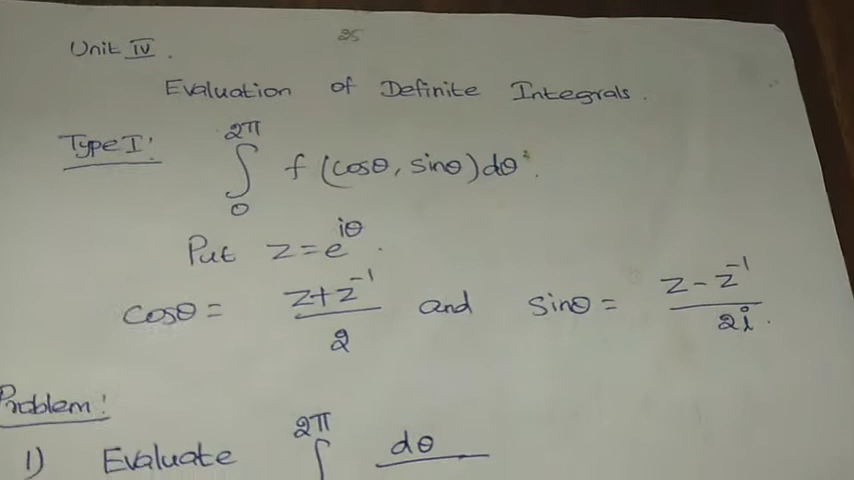 25
Unit IV.
Evaluation of Definite Integrals.
Type I: ∫₀^{2π} f (cosθ, sinθ) dθ.
Put z = e^{iθ}.
cosθ = (z + z⁻¹)/2 and sinθ = (z - z⁻¹)/2i.
Problem:
1) Evaluate ∫^{2π} dθ